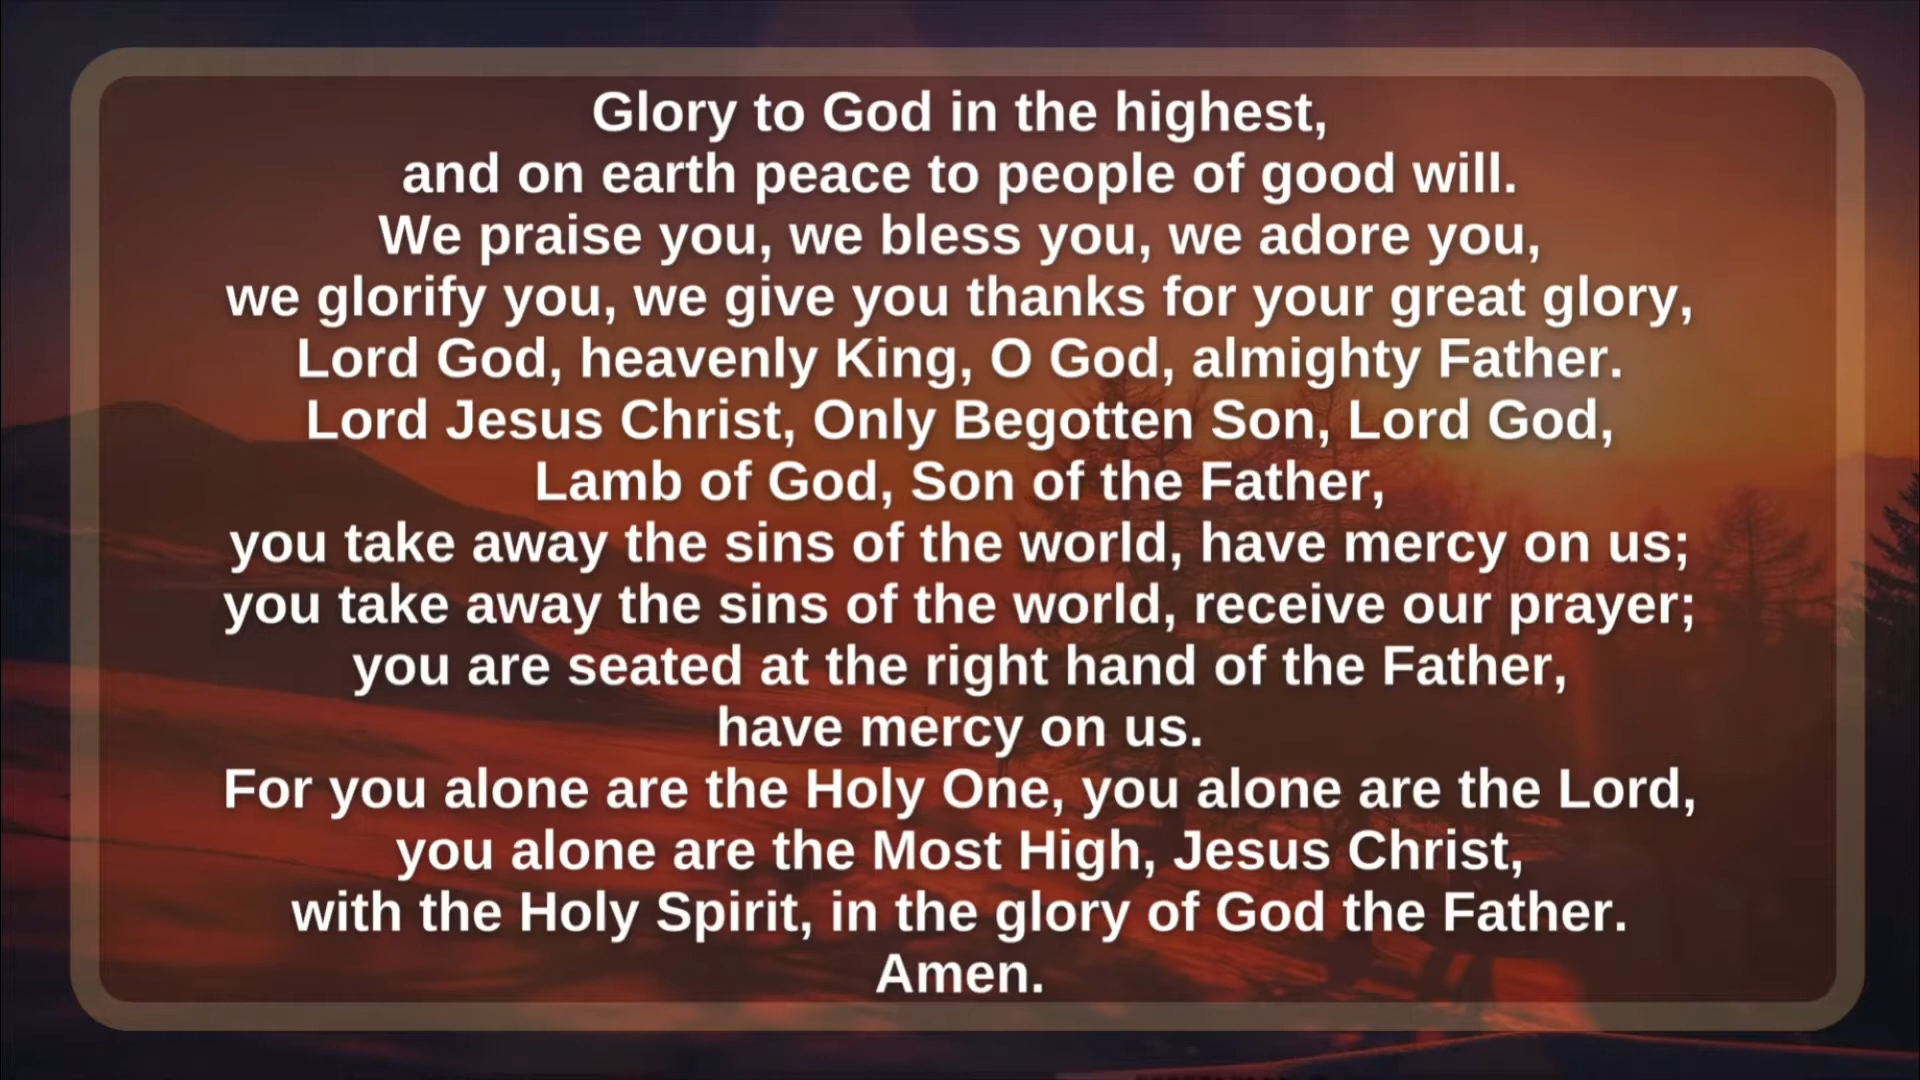 Glory to God in the highest,
and on earth peace to people of good will.
We praise you, we bless you, we adore you,
we glorify you, we give you thanks for your great glory,
Lord God, heavenly King, O God, almighty Father.
Lord Jesus Christ, Only Begotten Son, Lord God,
Lamb of God, Son of the Father,
you take away the sins of the world, have mercy on us;
you take away the sins of the world, receive our prayer;
you are seated at the right hand of the Father,
have mercy on us.
For you alone are the Holy One, you alone are the Lord,
you alone are the Most High, Jesus Christ,
with the Holy Spirit, in the glory of God the Father.
Amen.